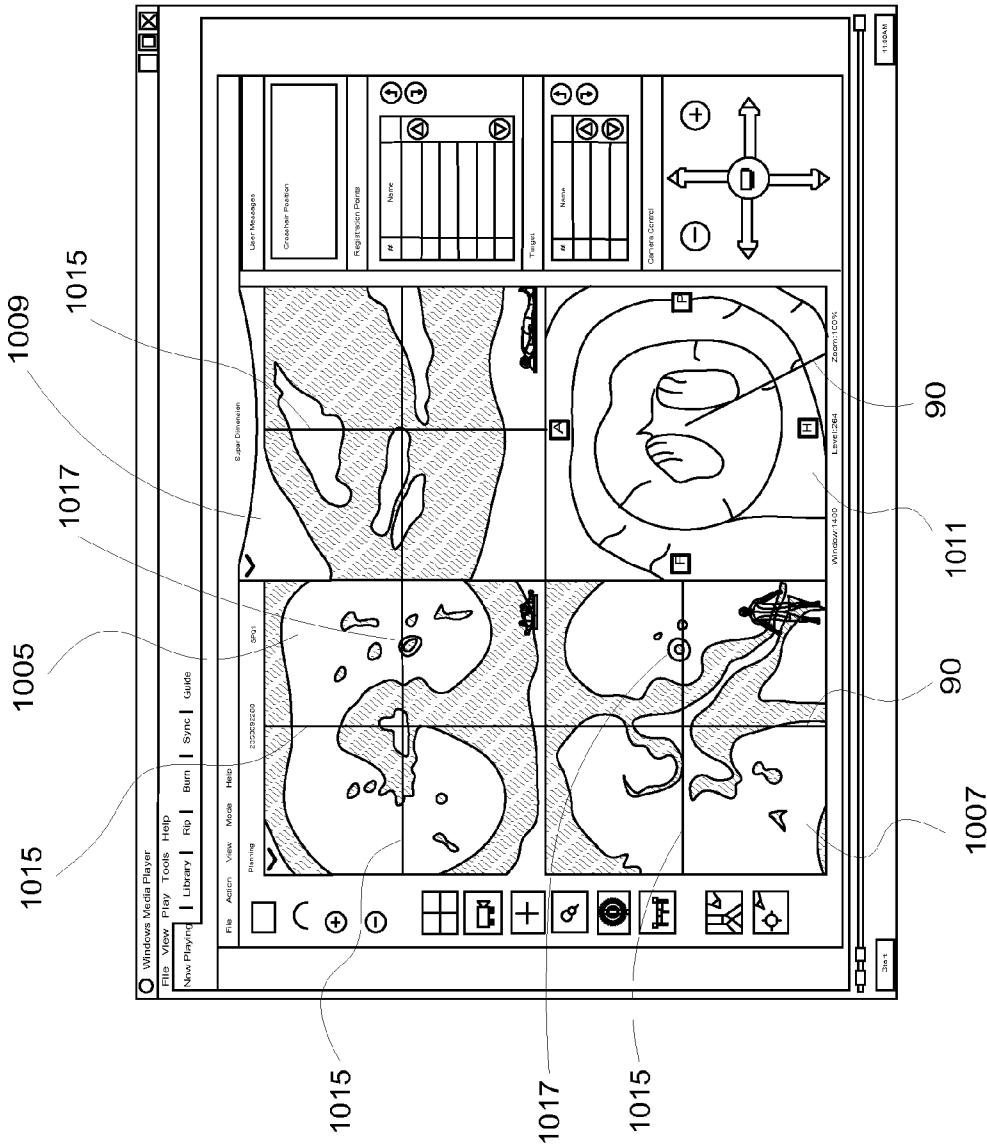 Windows Media Player
File View Play Tools Help
Now Playing | Library | Rip | Burn | Sync | Guide
File Action View Mode Help
Super Dimension
Planning
SPg1
User Messages
Crosshair Position
Registration Points
# Name
Target
# Name
Camera Control
A
F
P
H
Window:1400 Level:264 Zoom:100%
Start
11:00AM
1015
1005
1017
1009
1015
1015
1017
1015
1007
90
1011
90